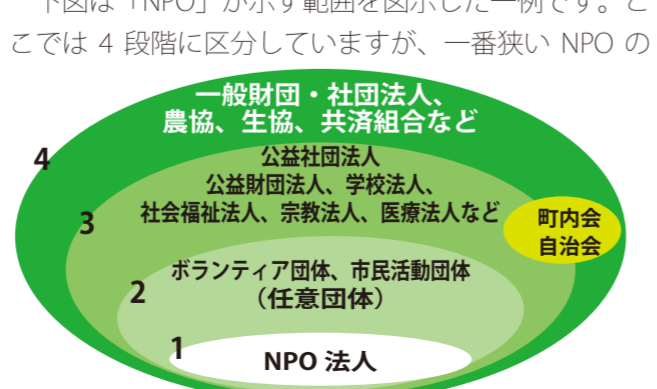 下図は「NPO」が示す範囲を図示した一例です。こ
こでは 4 段階に区分していますが、一番狭い NPO の
一般財団・社団法人、
農協、生協、共済組合など
4
公益社団法人
公益財団法人、学校法人、
社会福祉法人、宗教法人、医療法人など
3
町内会
自治会
ボランティア団体、市民活動団体
（任意団体）
2
1
NPO 法人